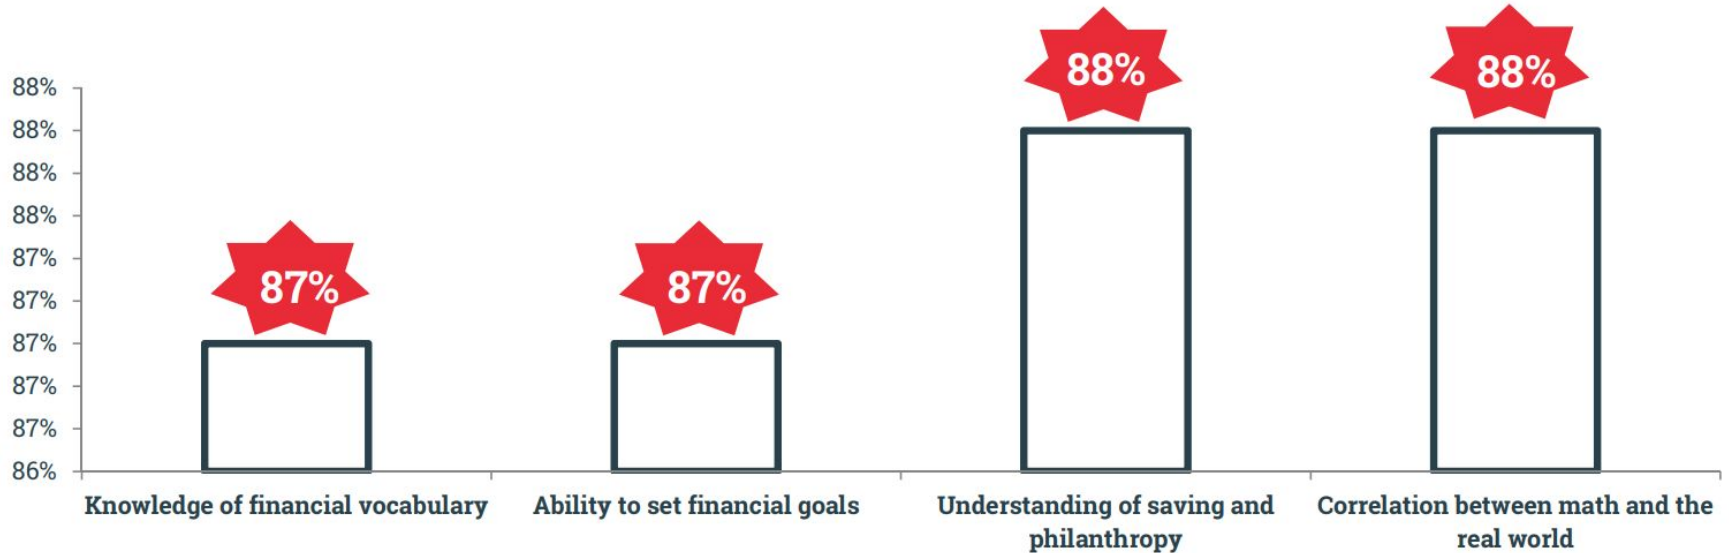 88%
88%
88%
88%
87%
87%
87%
87%
87%
86%
87%
87%
88%
88%
Knowledge of financial vocabulary
Ability to set financial goals
Understanding of saving and
philanthropy
Correlation between math and the
real world